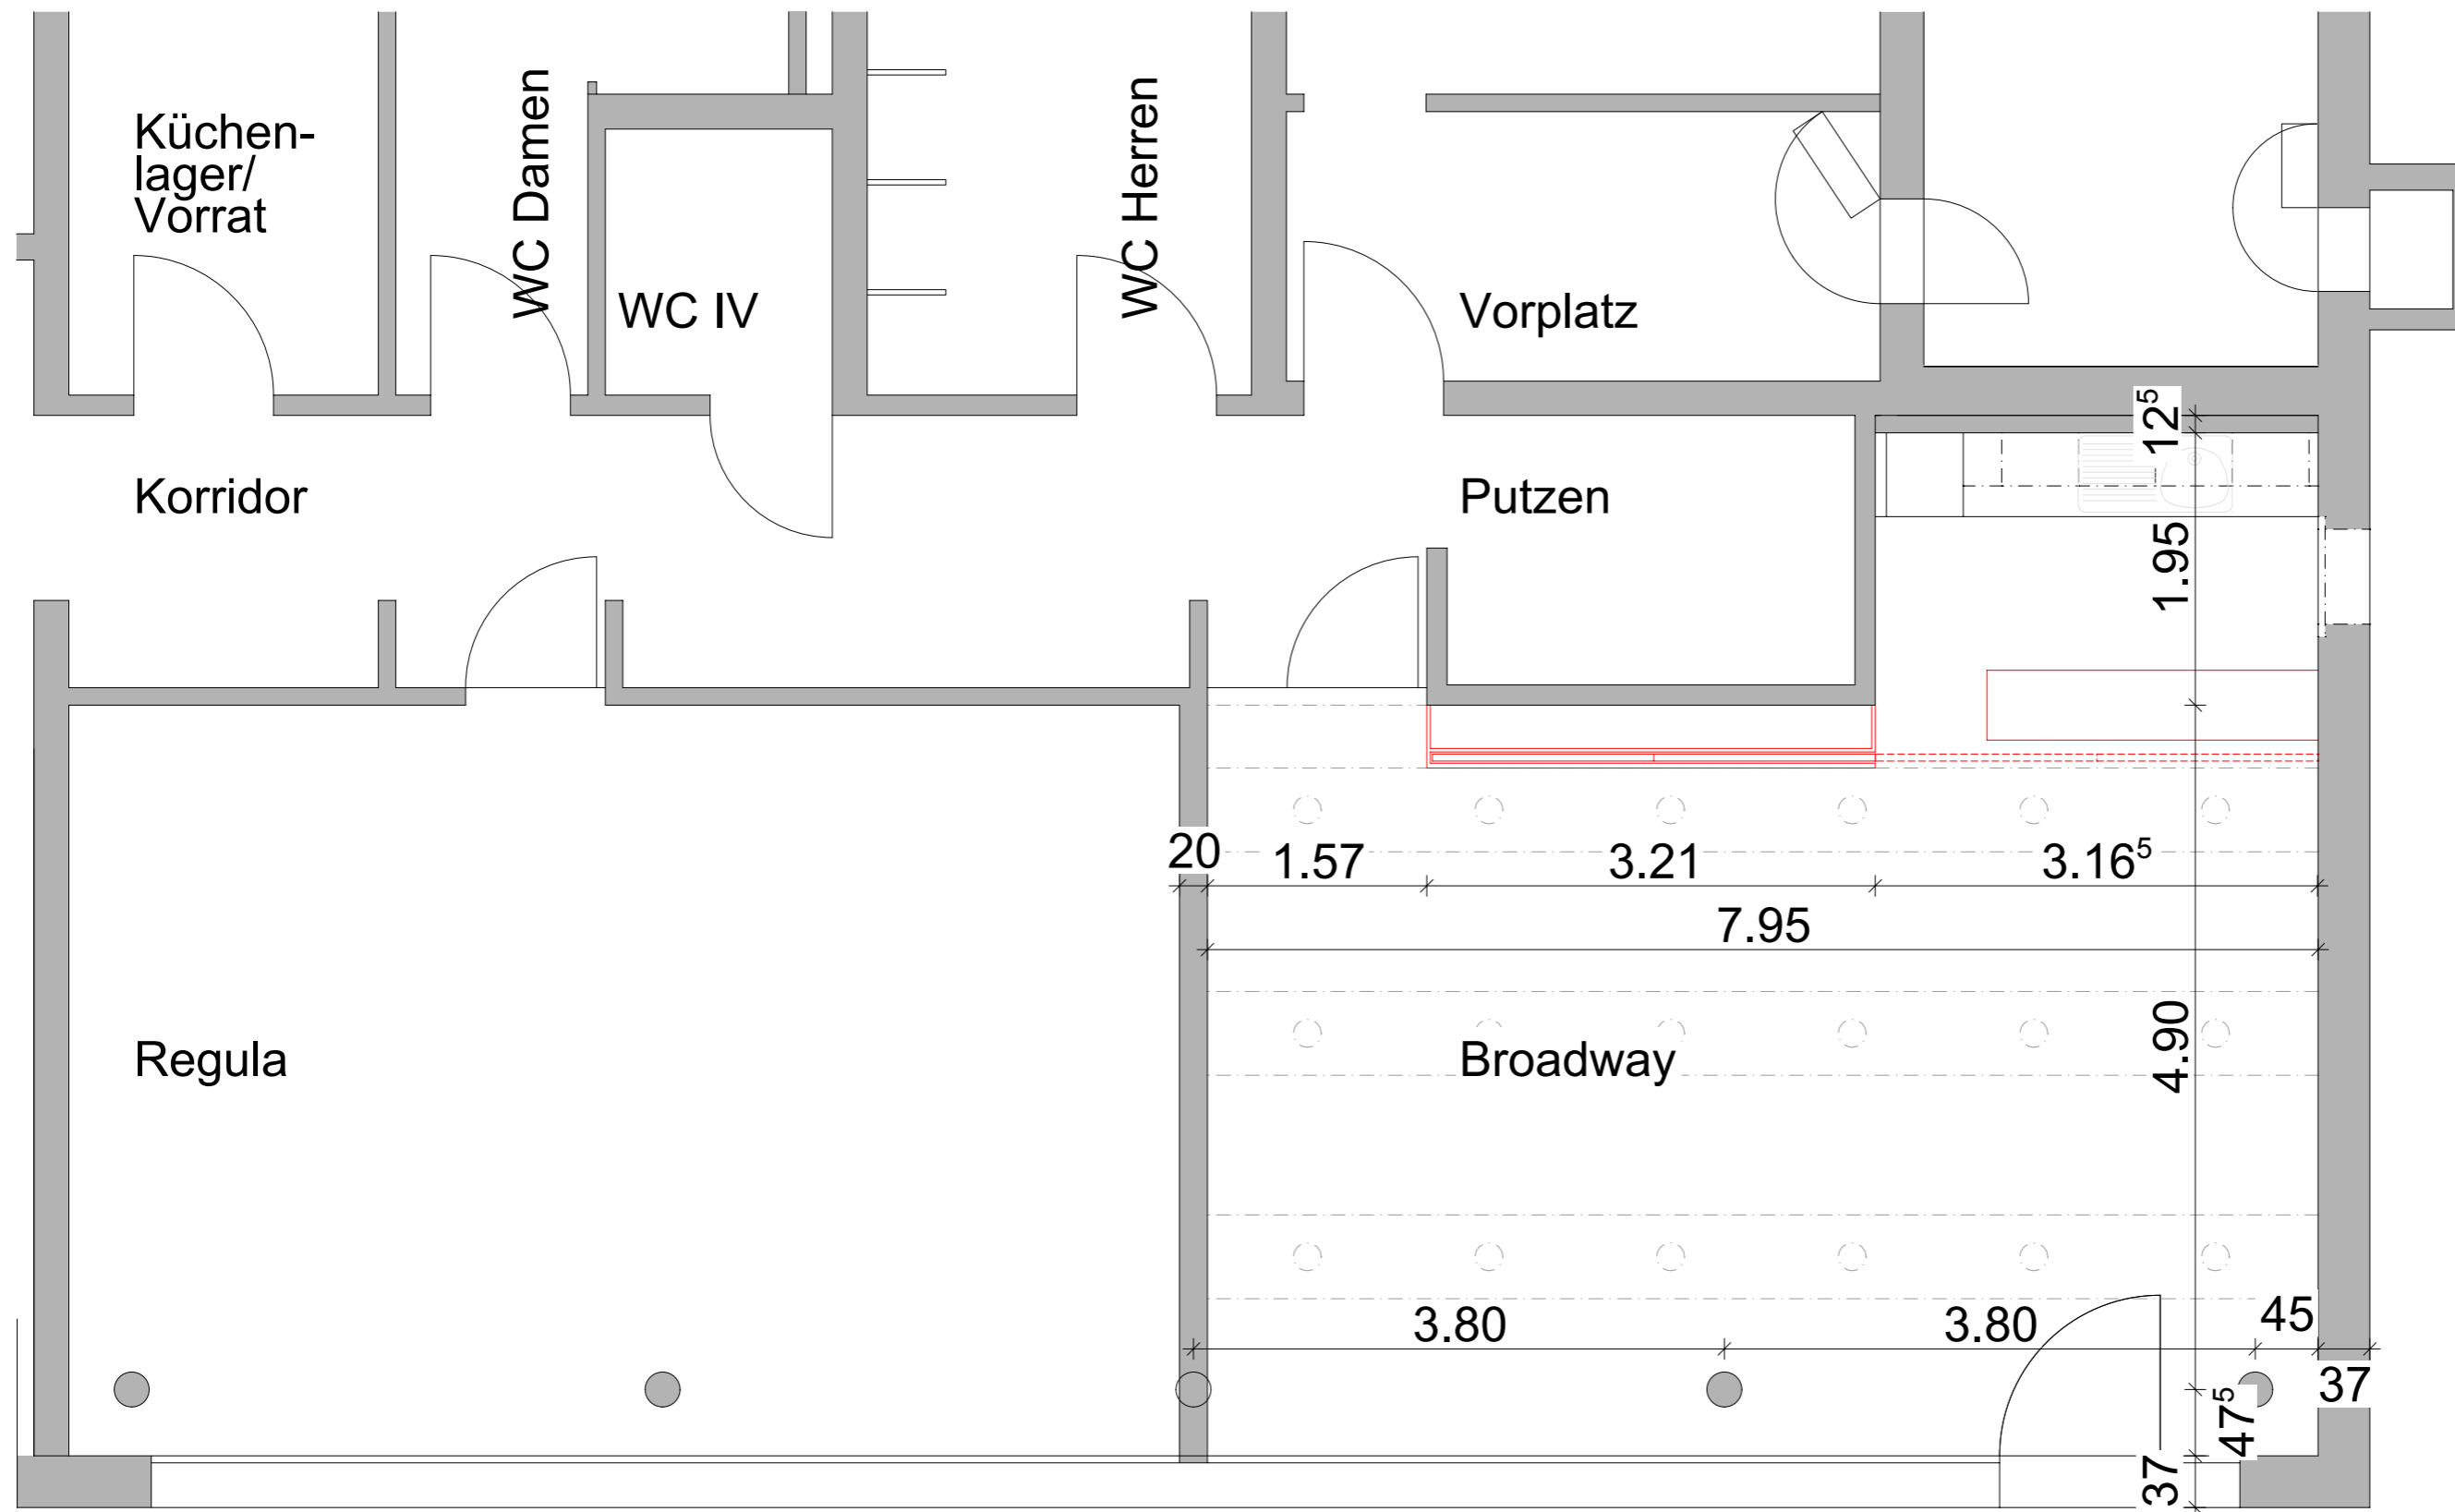 Küchen-
lager/
Vorrat
WC Damen
WC IV
WC Herren
Vorplatz
12⁵
Korridor
Putzen
1.95
20
1.57
3.21
3.16⁵
7.95
4.90
Regula
Broadway
3.80
3.80
45
37
47⁵
37